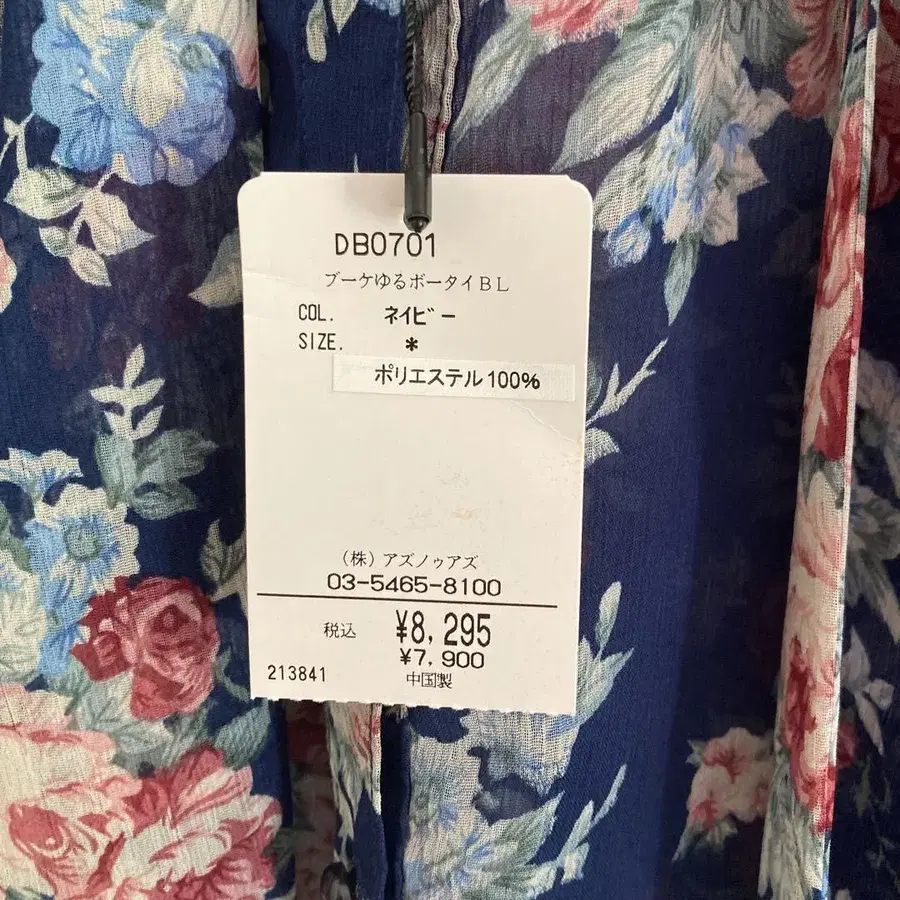 DB0701
ブーケゆるボータイBL
COL. ネイビー
SIZE. *
ポリエステル100%
(株)アズノゥアズ
03-5465-8100
税込 ¥8,295
¥7,900
213841 中国製